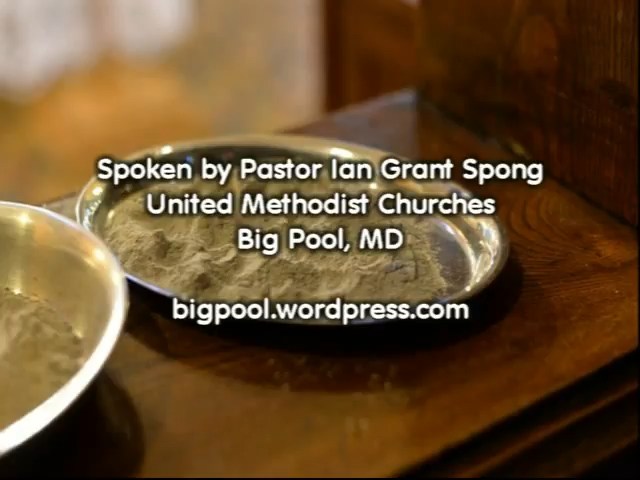 Spoken by Pastor Ian Grant Spong
United Methodist Churches
Big Pool, MD
bigpool.wordpress.com